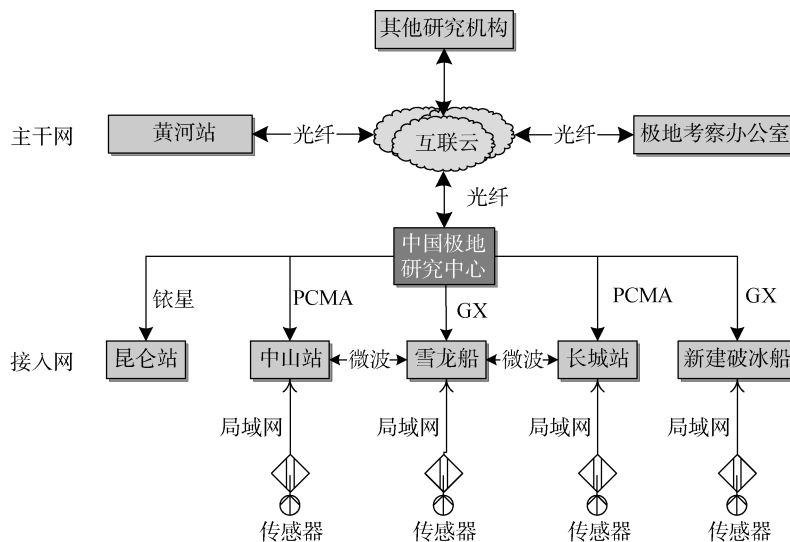 其他研究机构
主干网
黄河站
光纤
互联云
光纤
极地考察办公室
光纤
中国极地
研究中心
铱星
PCMA
GX
PCMA
GX
接入网
昆仑站
中山站
微波
雪龙船
微波
长城站
新建破冰船
局域网
局域网
局域网
局域网
传感器
传感器
传感器
传感器